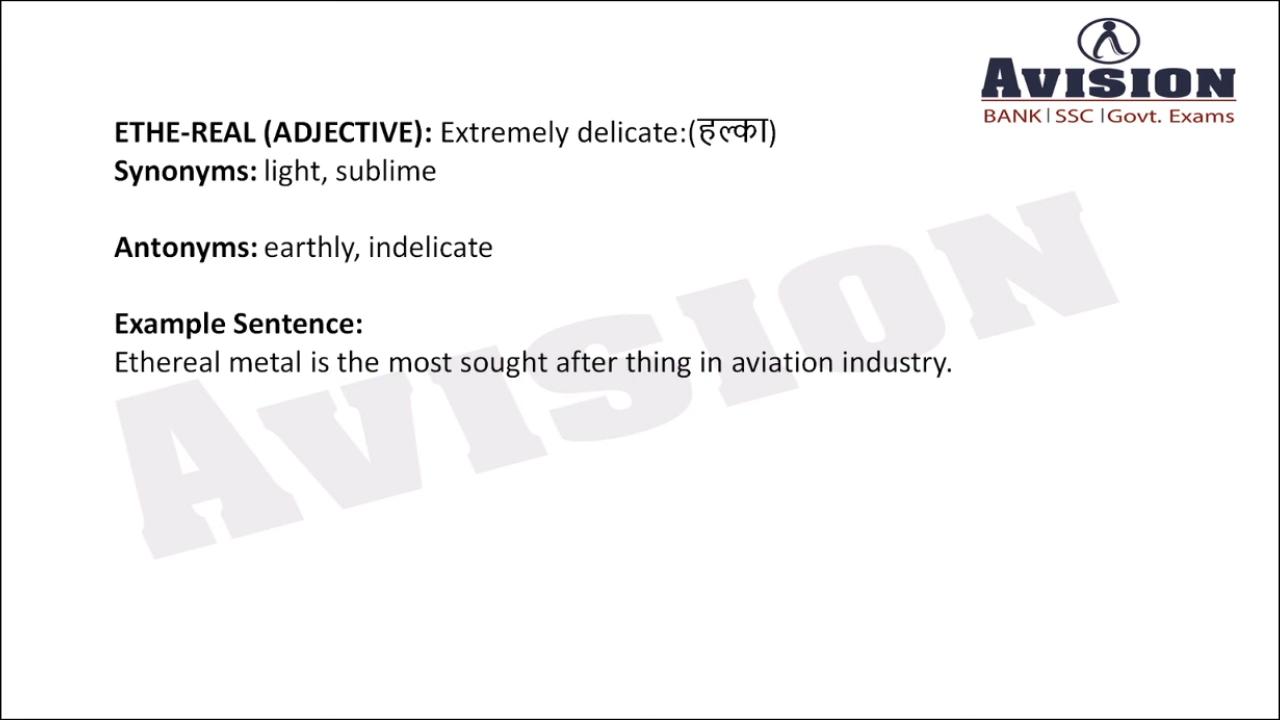 AVISION
BANK | SSC | Govt. Exams
ETHE-REAL (ADJECTIVE): Extremely delicate:(हल्का)
Synonyms: light, sublime
Antonyms: earthly, indelicate
Example Sentence:
Ethereal metal is the most sought after thing in aviation industry.
AVISION